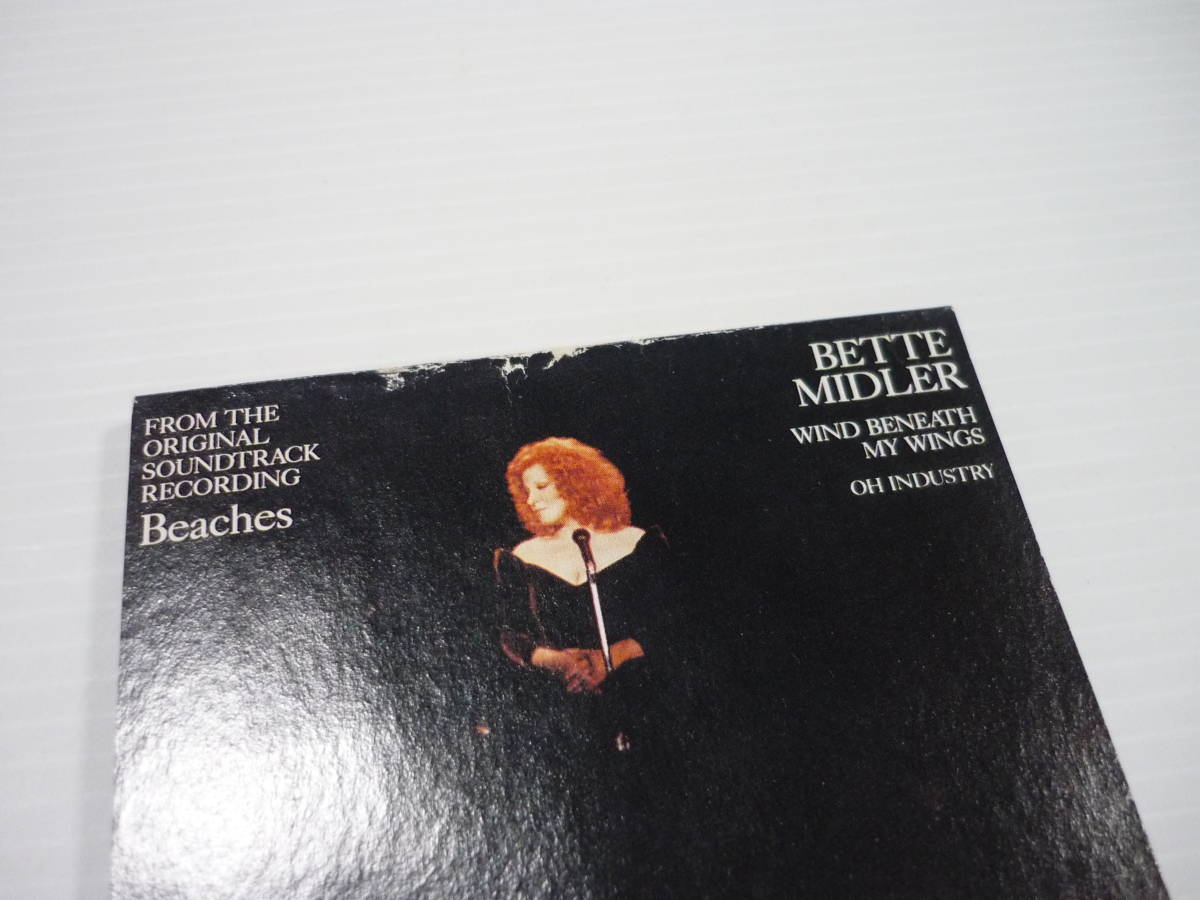 FROM THE
ORIGINAL
SOUNDTRACK
RECORDING
Beaches
BETTE
MIDLER
WIND BENEATH
MY WINGS
OH INDUSTRY